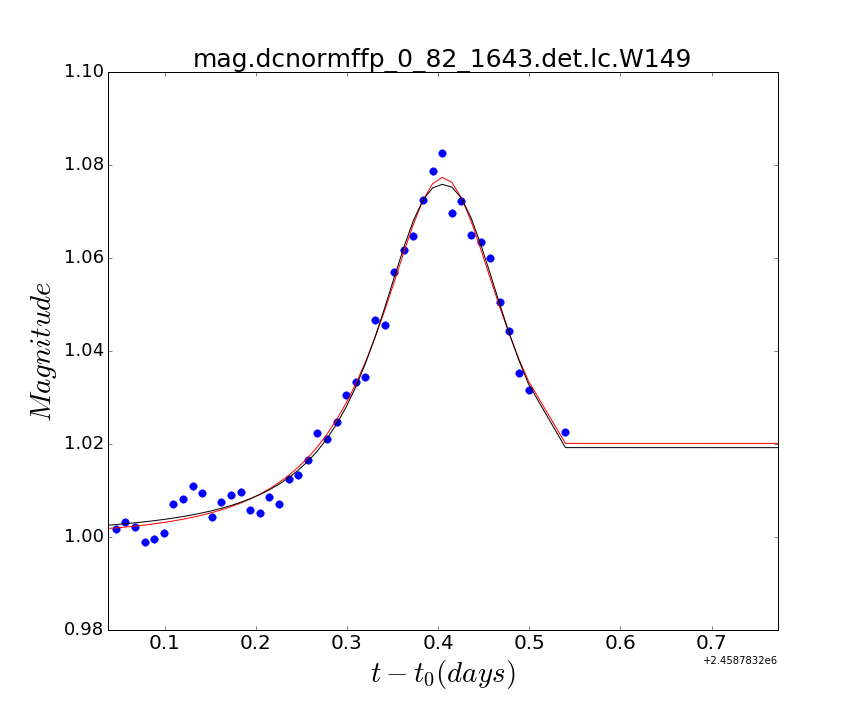 mag.dcnormffp_0_82_1643.det.lc.W149
1.10
1.08
1.06
1.04
1.02
1.00
0.98
Magnitude
0.1 0.2 0.3 0.4 0.5 0.6 0.7
+2.4587832e6
t − t₀(days)